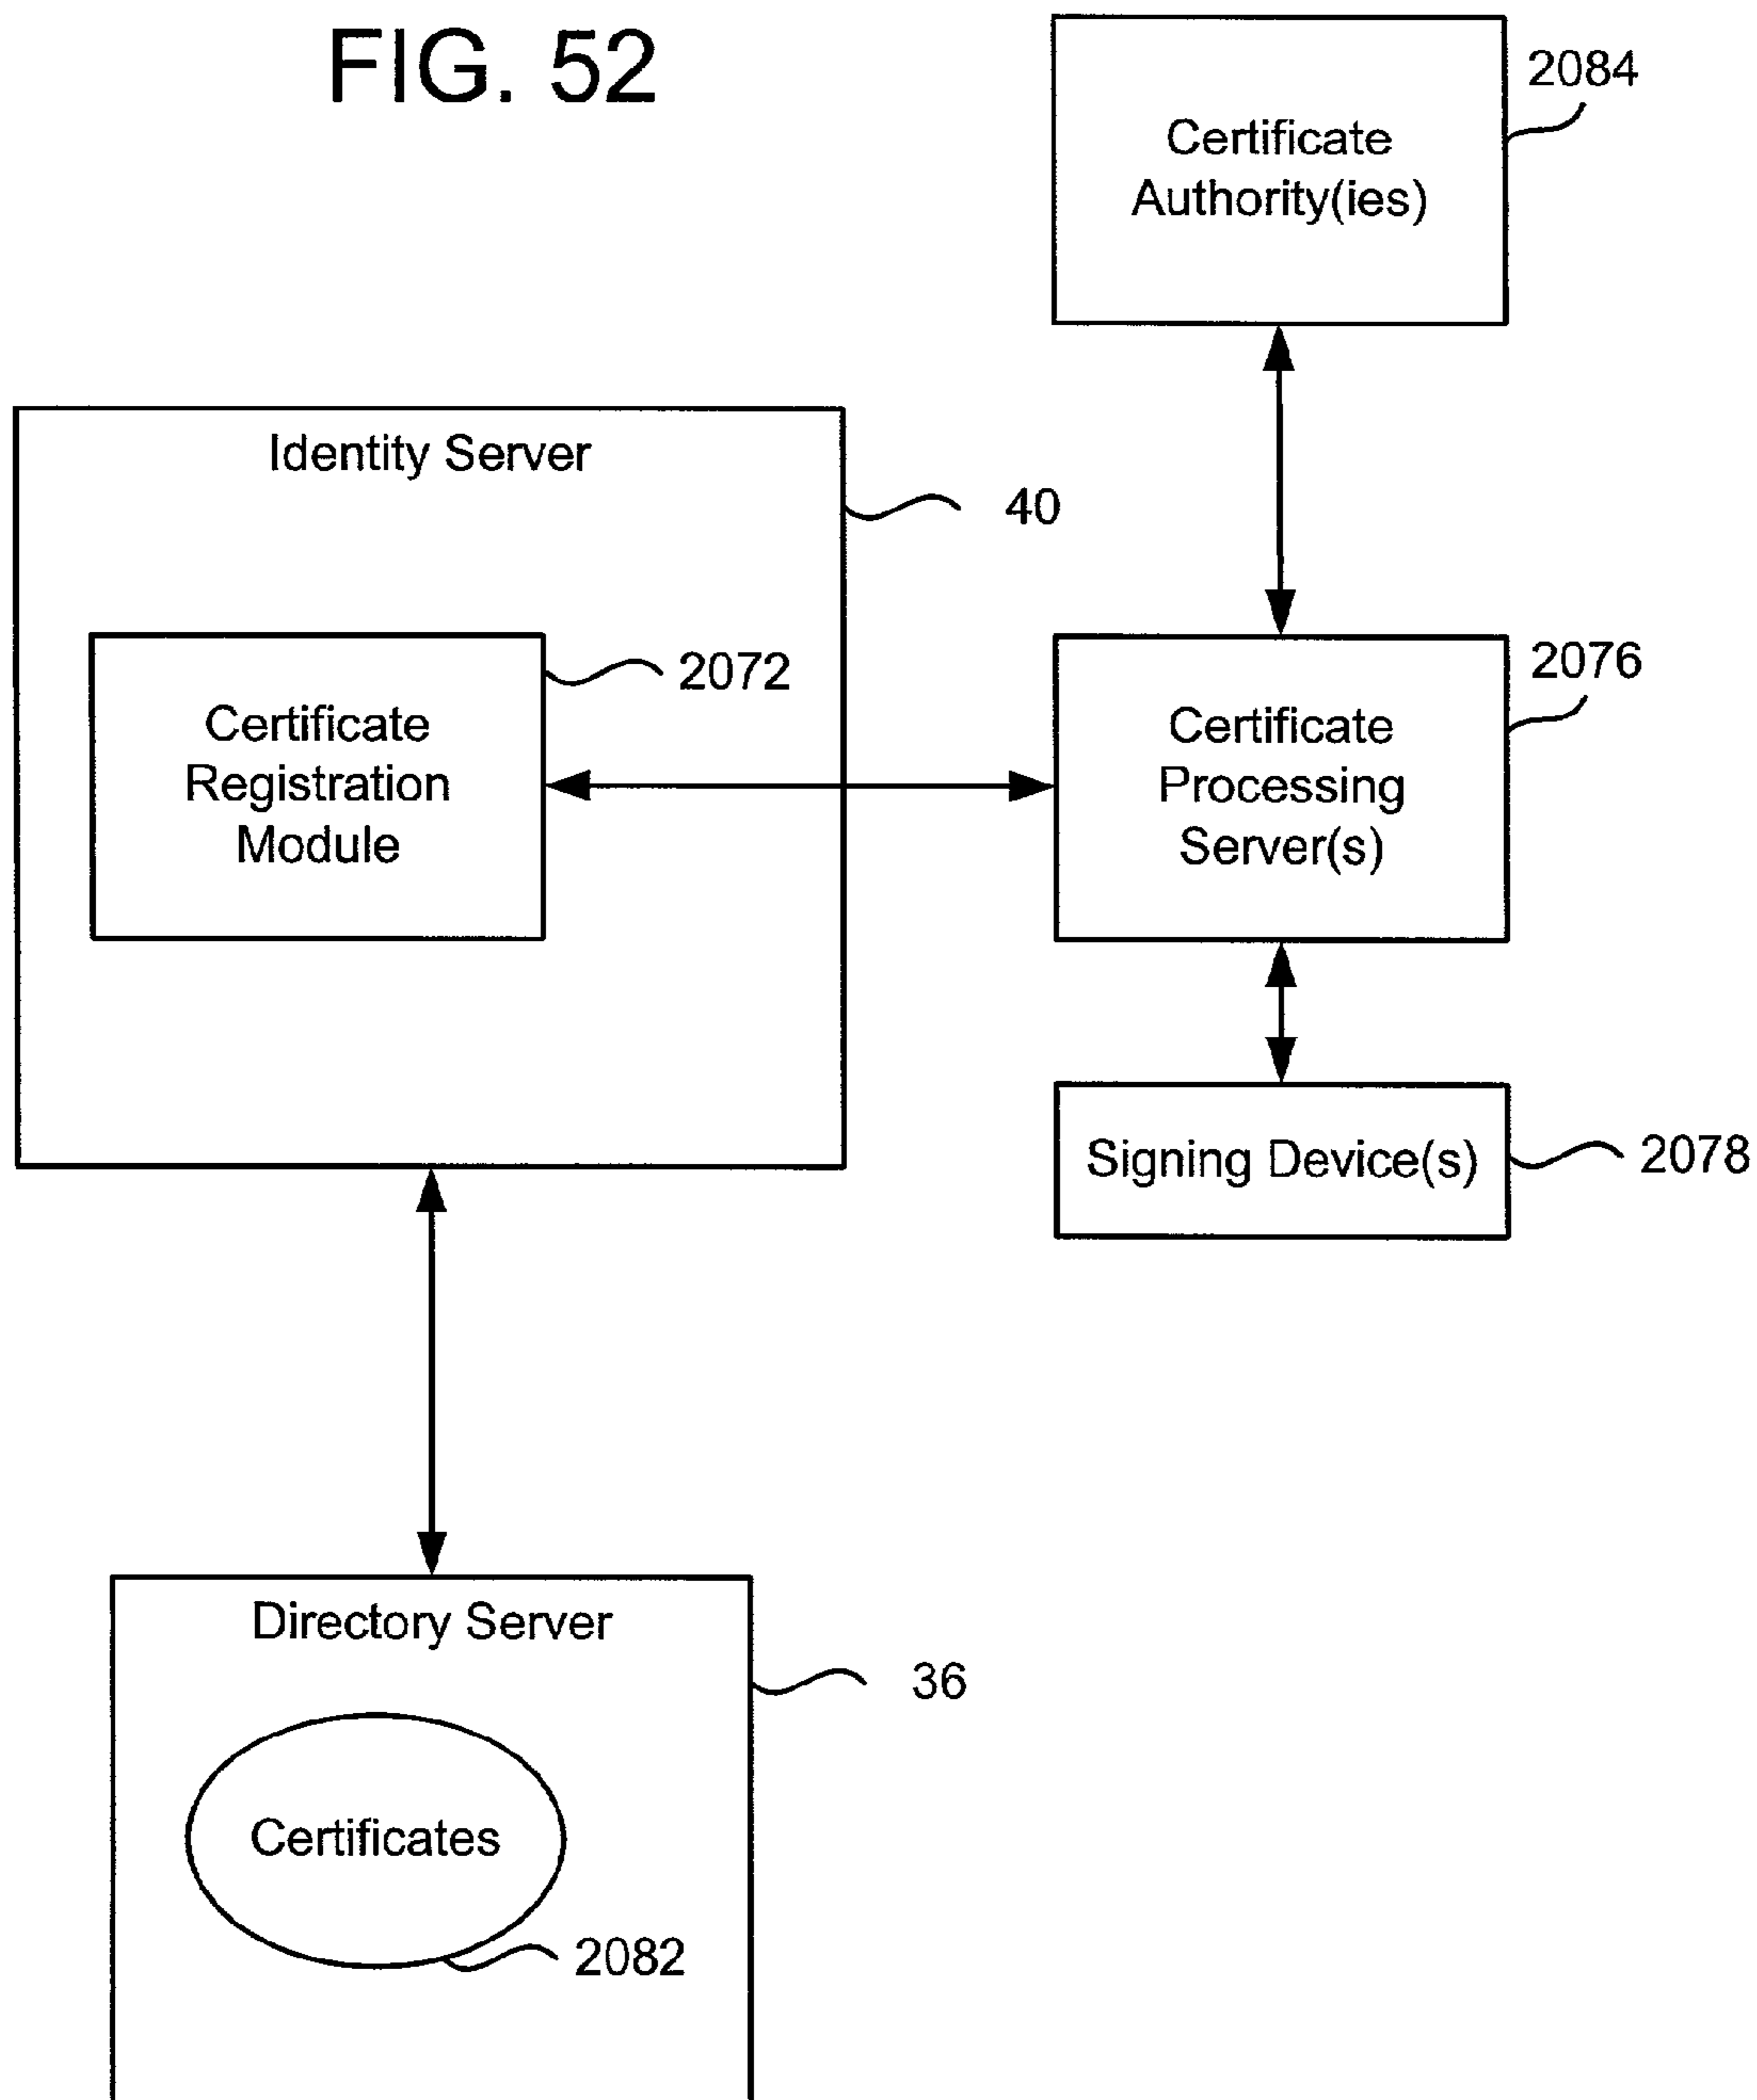 FIG. 52
Certificate
Authority(ies)
2084
Identity Server
40
Certificate
Registration
Module
2072
Certificate
Processing
Server(s)
2076
Signing Device(s)
2078
Directory Server
36
Certificates
2082